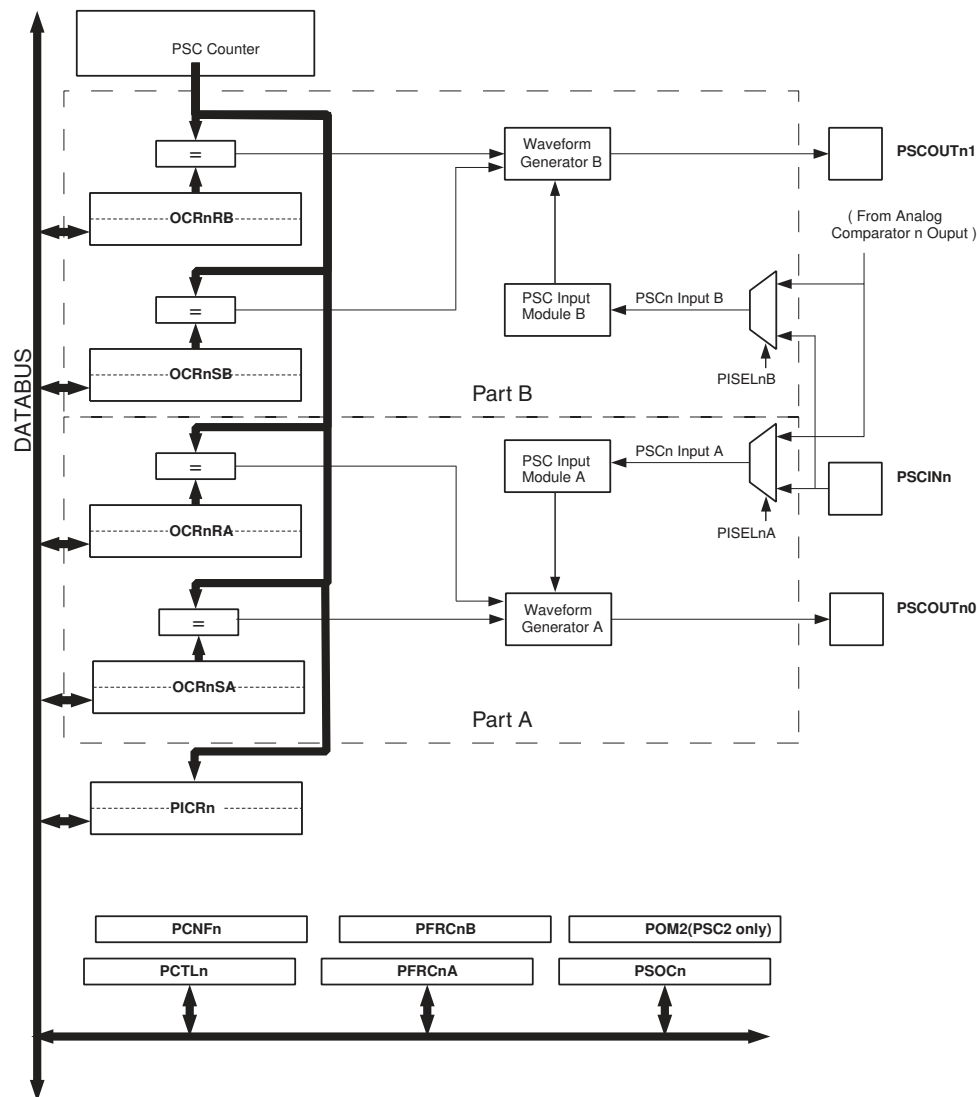 PSC Counter
=
Waveform
Generator B
PSCOUTn1
OCRnRB
( From Analog
Comparator n Ouput )
=
PSC Input
Module B
PSCn Input B
OCRnSB
PISELnB
Part B
DATABUS
=
PSC Input
Module A
PSCn Input A
PSCINn
OCRnRA
PISELnA
=
Waveform
Generator A
PSCOUTn0
OCRnSA
Part A
PICRn
PCNFn
PFRCnB
POM2(PSC2 only)
PCTLn
PFRCnA
PSOCn